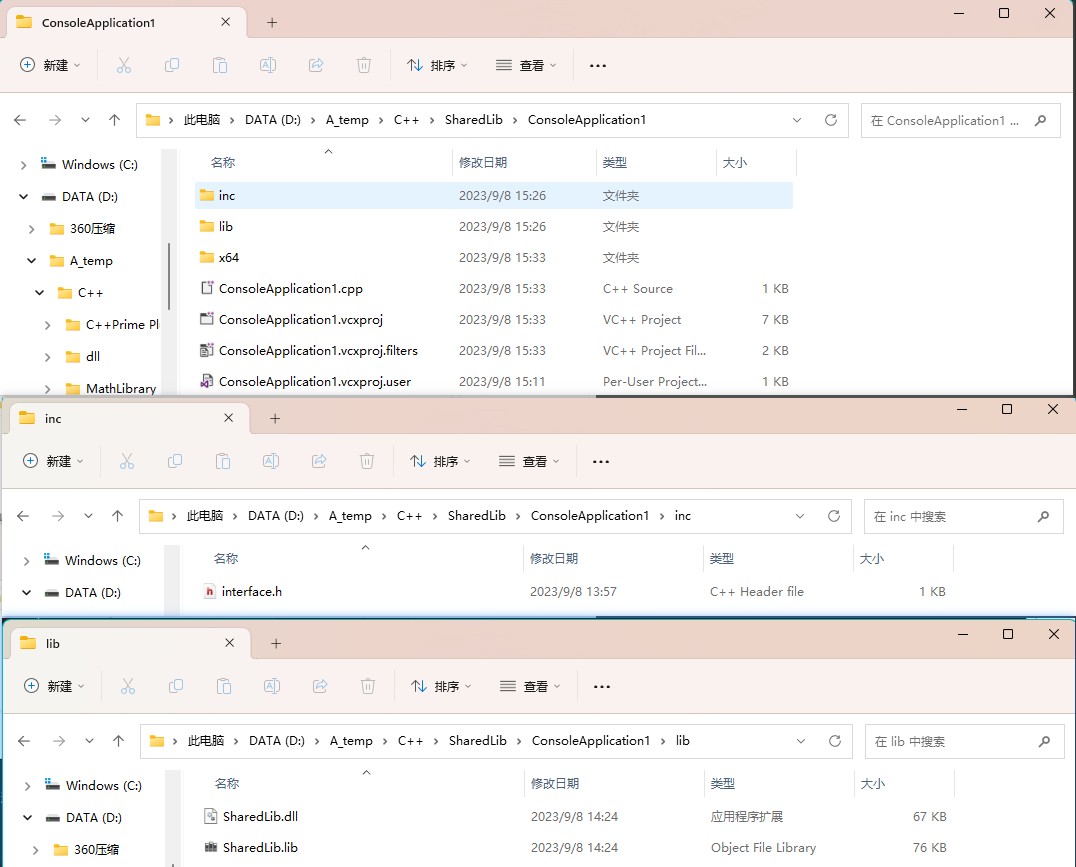 ConsoleApplication1
新建 排序 查看
此电脑 DATA (D:) A_temp C++ SharedLib ConsoleApplication1 在 ConsoleApplication1 ...
名称 修改日期 类型 大小
Windows (C:)
DATA (D:)
360压缩
A_temp
C++
C++Prime Pl
dll
MathLibrary
inc 2023/9/8 15:26 文件夹
lib 2023/9/8 15:26 文件夹
x64 2023/9/8 15:33 文件夹
ConsoleApplication1.cpp 2023/9/8 15:33 C++ Source 1 KB
ConsoleApplication1.vcxproj 2023/9/8 15:33 VC++ Project 7 KB
ConsoleApplication1.vcxproj.filters 2023/9/8 15:33 VC++ Project Fil... 2 KB
ConsoleApplication1.vcxproj.user 2023/9/8 15:11 Per-User Project... 1 KB
inc
新建 排序 查看
此电脑 DATA (D:) A_temp C++ SharedLib ConsoleApplication1 inc 在 inc 中搜索
名称 修改日期 类型 大小
Windows (C:)
DATA (D:)
interface.h 2023/9/8 13:57 C++ Header file 1 KB
lib
新建 排序 查看
此电脑 DATA (D:) A_temp C++ SharedLib ConsoleApplication1 lib 在 lib 中搜索
名称 修改日期 类型 大小
Windows (C:)
DATA (D:)
360压缩
SharedLib.dll 2023/9/8 14:24 应用程序扩展 67 KB
SharedLib.lib 2023/9/8 14:24 Object File Library 76 KB